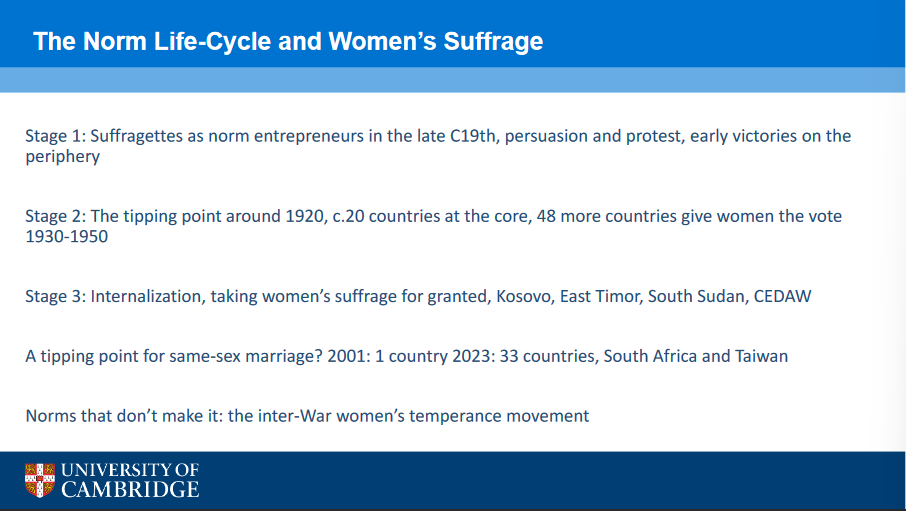 The Norm Life-Cycle and Women’s Suffrage
Stage 1: Suffragettes as norm entrepreneurs in the late C19th, persuasion and protest, early victories on the
periphery
Stage 2: The tipping point around 1920, c.20 countries at the core, 48 more countries give women the vote
1930-1950
Stage 3: Internalization, taking women’s suffrage for granted, Kosovo, East Timor, South Sudan, CEDAW
A tipping point for same-sex marriage? 2001: 1 country 2023: 33 countries, South Africa and Taiwan
Norms that don’t make it: the inter-War women’s temperance movement
UNIVERSITY OF
CAMBRIDGE